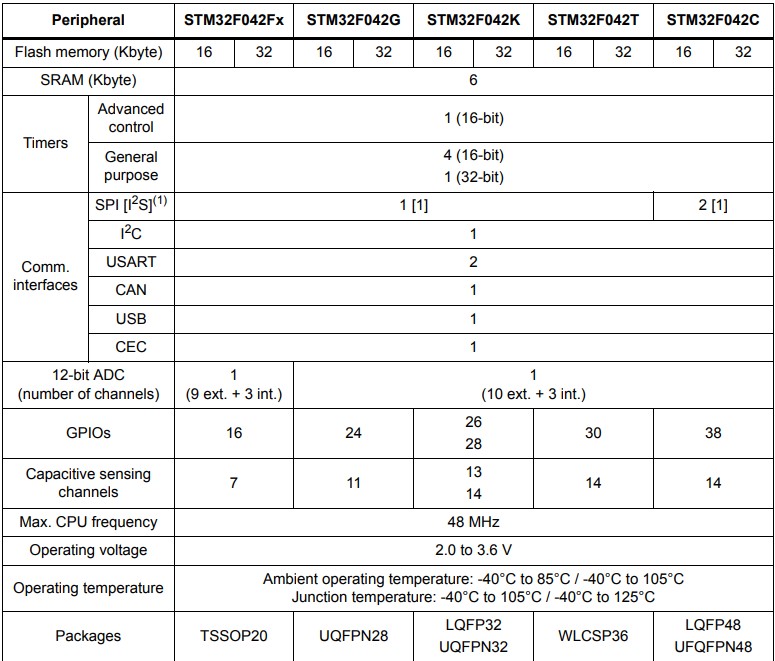 Peripheral STM32F042Fx STM32F042G STM32F042K STM32F042T STM32F042C
Flash memory (Kbyte) 16 32 16 32 16 32 16 32 16 32
SRAM (Kbyte) 6
Timers
Advanced
control
1 (16-bit)
General
purpose
4 (16-bit)
1 (32-bit)
Comm.
interfaces
SPI [I²S](1) 1 [1] 2 [1]
I²C 1
USART 2
CAN 1
USB 1
CEC 1
12-bit ADC
(number of channels)
1
(9 ext. + 3 int.)
1
(10 ext. + 3 int.)
GPIOs 16 24
26
28
30 38
Capacitive sensing
channels
7 11
13
14
14 14
Max. CPU frequency 48 MHz
Operating voltage 2.0 to 3.6 V
Operating temperature
Ambient operating temperature: -40°C to 85°C / -40°C to 105°C
Junction temperature: -40°C to 105°C / -40°C to 125°C
Packages TSSOP20 UQFPN28
LQFP32
UQFPN32
WLCSP36
LQFP48
UFQFPN48